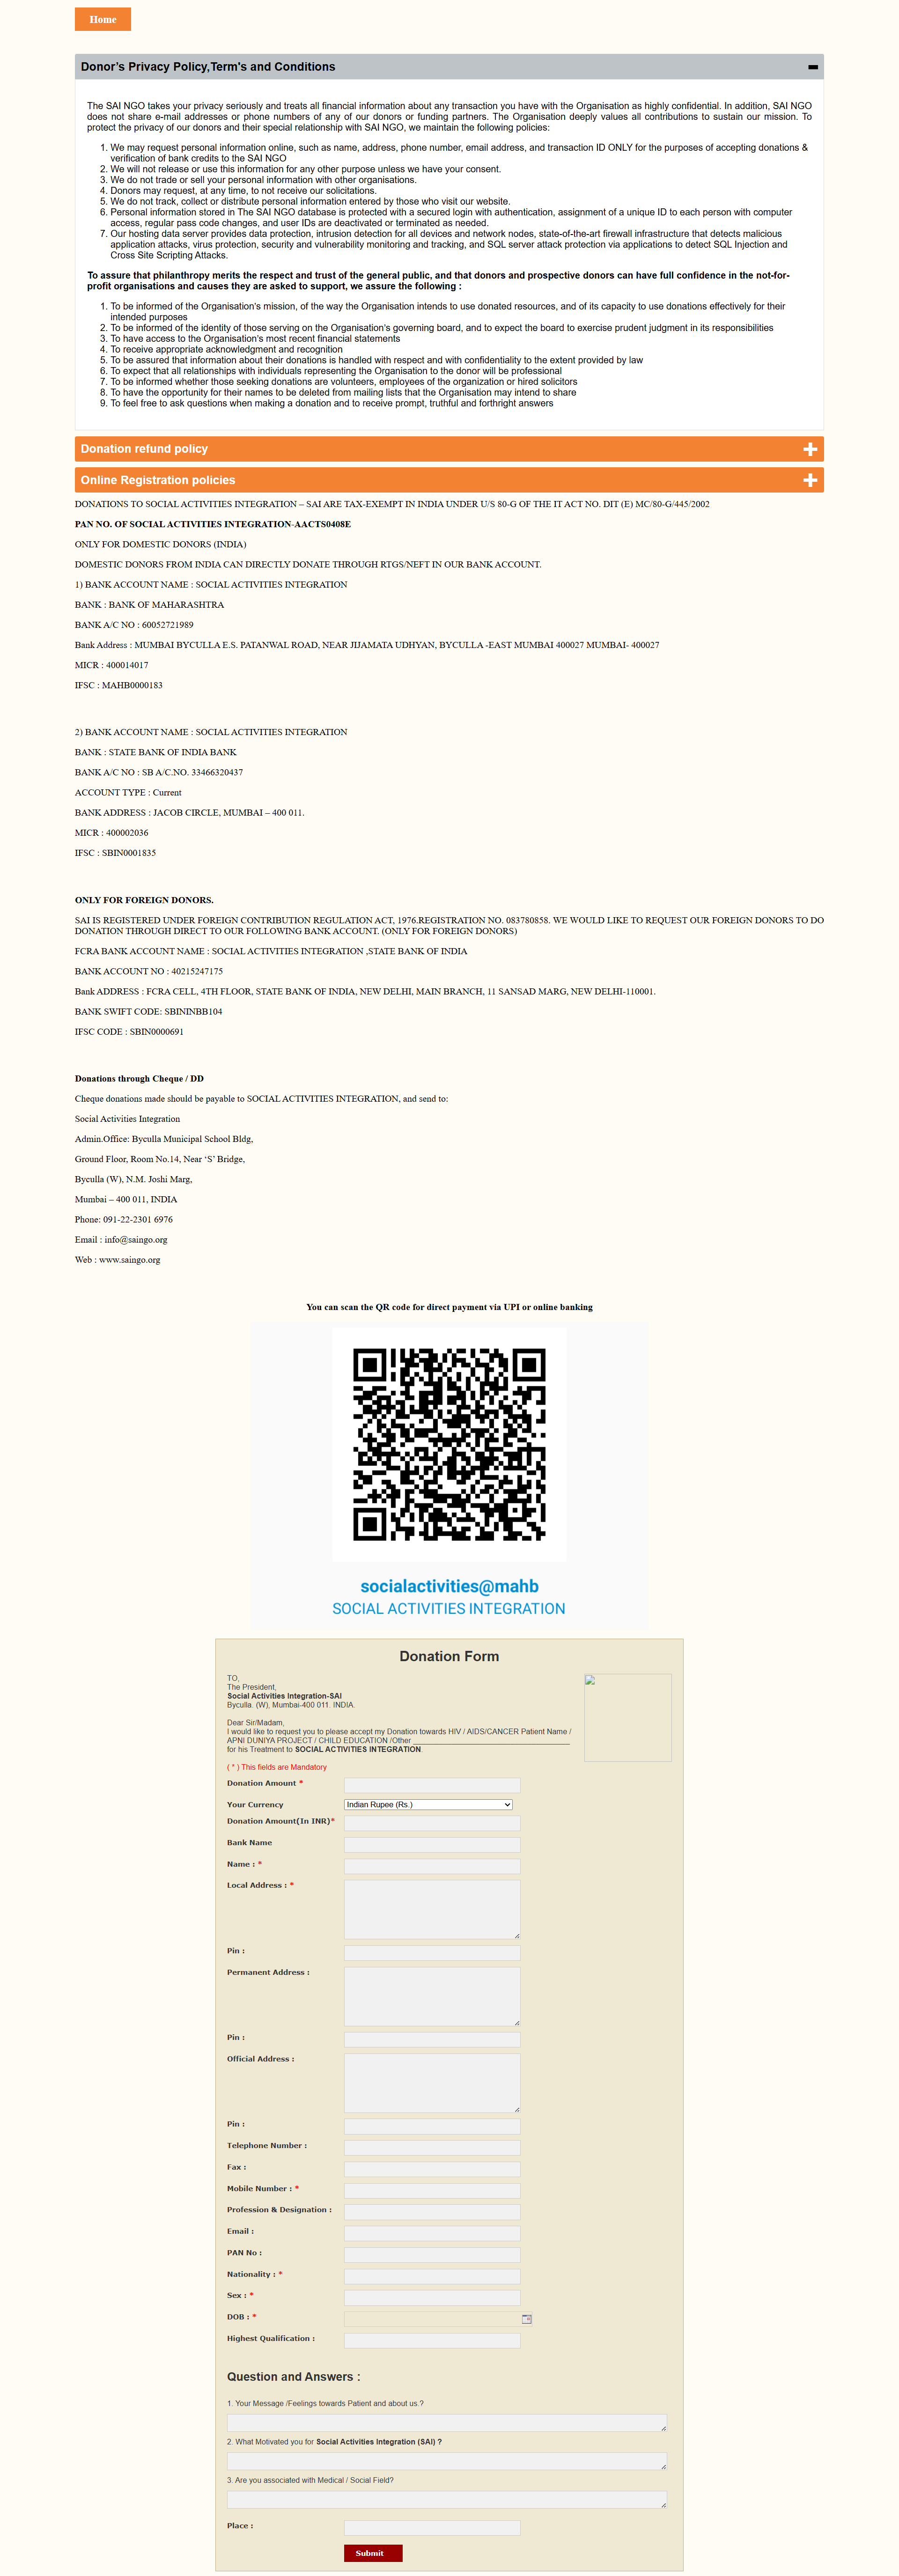 Home
Donor’s Privacy Policy,Term's and Conditions
The SAI NGO takes your privacy seriously and treats all financial information about any transaction you have with the Organisation as highly confidential. In addition, SAI NGO
does not share e-mail addresses or phone numbers of any of our donors or funding partners. The Organisation deeply values all contributions to sustain our mission. To
protect the privacy of our donors and their special relationship with SAI NGO, we maintain the following policies:
1. We may request personal information online, such as name, address, phone number, email address, and transaction ID ONLY for the purposes of accepting donations &
verification of bank credits to the SAI NGO
2. We will not release or use this information for any other purpose unless we have your consent.
3. We do not trade or sell your personal information with other organisations.
4. Donors may request, at any time, to not receive our solicitations.
5. We do not track, collect or distribute personal information entered by those who visit our website.
6. Personal information stored in The SAI NGO database is protected with a secured login with authentication, assignment of a unique ID to each person with computer
access, regular pass code changes, and user IDs are deactivated or terminated as needed.
7. Our hosting data server provides data protection, intrusion detection for all devices and network nodes, state-of-the-art firewall infrastructure that detects malicious
application attacks, virus protection, security and vulnerability monitoring and tracking, and SQL server attack protection via applications to detect SQL Injection and
Cross Site Scripting Attacks.
To assure that philanthropy merits the respect and trust of the general public, and that donors and prospective donors can have full confidence in the not-for-
profit organisations and causes they are asked to support, we assure the following :
1. To be informed of the Organisation's mission, of the way the Organisation intends to use donated resources, and of its capacity to use donations effectively for their
intended purposes
2. To be informed of the identity of those serving on the Organisation's governing board, and to expect the board to exercise prudent judgment in its responsibilities
3. To have access to the Organisation's most recent financial statements
4. To receive appropriate acknowledgment and recognition
5. To be assured that information about their donations is handled with respect and with confidentiality to the extent provided by law
6. To expect that all relationships with individuals representing the Organisation to the donor will be professional
7. To be informed whether those seeking donations are volunteers, employees of the organization or hired solicitors
8. To have the opportunity for their names to be deleted from mailing lists that the Organisation may intend to share
9. To feel free to ask questions when making a donation and to receive prompt, truthful and forthright answers
Donation refund policy
Online Registration policies
DONATIONS TO SOCIAL ACTIVITIES INTEGRATION – SAI ARE TAX-EXEMPT IN INDIA UNDER U/S 80-G OF THE IT ACT NO. DIT (E) MC/80-G/445/2002
PAN NO. OF SOCIAL ACTIVITIES INTEGRATION-AACTS0408E
ONLY FOR DOMESTIC DONORS (INDIA)
DOMESTIC DONORS FROM INDIA CAN DIRECTLY DONATE THROUGH RTGS/NEFT IN OUR BANK ACCOUNT.
1) BANK ACCOUNT NAME : SOCIAL ACTIVITIES INTEGRATION
BANK : BANK OF MAHARASHTRA
BANK A/C NO : 60052721989
Bank Address : MUMBAI BYCULLA E.S. PATANWAL ROAD, NEAR JIJAMATA UDHYAN, BYCULLA -EAST MUMBAI 400027 MUMBAI- 400027
MICR : 400014017
IFSC : MAHB0000183
2) BANK ACCOUNT NAME : SOCIAL ACTIVITIES INTEGRATION
BANK : STATE BANK OF INDIA BANK
BANK A/C NO : SB A/C.NO. 33466320437
ACCOUNT TYPE : Current
BANK ADDRESS : JACOB CIRCLE, MUMBAI – 400 011.
MICR : 400002036
IFSC : SBIN0001835
ONLY FOR FOREIGN DONORS.
SAI IS REGISTERED UNDER FOREIGN CONTRIBUTION REGULATION ACT, 1976.REGISTRATION NO. 083780858. WE WOULD LIKE TO REQUEST OUR FOREIGN DONORS TO DO
DONATION THROUGH DIRECT TO OUR FOLLOWING BANK ACCOUNT. (ONLY FOR FOREIGN DONORS)
FCRA BANK ACCOUNT NAME : SOCIAL ACTIVITIES INTEGRATION ,STATE BANK OF INDIA
BANK ACCOUNT NO : 40215247175
Bank ADDRESS : FCRA CELL, 4TH FLOOR, STATE BANK OF INDIA, NEW DELHI, MAIN BRANCH, 11 SANSAD MARG, NEW DELHI-110001.
BANK SWIFT CODE: SBININBB104
IFSC CODE : SBIN0000691
Donations through Cheque / DD
Cheque donations made should be payable to SOCIAL ACTIVITIES INTEGRATION, and send to:
Social Activities Integration
Admin.Office: Byculla Municipal School Bldg,
Ground Floor, Room No.14, Near ‘S’ Bridge,
Byculla (W), N.M. Joshi Marg,
Mumbai – 400 011, INDIA
Phone: 091-22-2301 6976
Email : info@saingo.org
Web : www.saingo.org
You can scan the QR code for direct payment via UPI or online banking
socialactivities@mahb
SOCIAL ACTIVITIES INTEGRATION
Donation Form
TO,
The President,
Social Activities Integration-SAI
Byculla. (W), Mumbai-400 011. INDIA.
Dear Sir/Madam,
I would like to request you to please accept my Donation towards HIV / AIDS/CANCER Patient Name /
APNI DUNIYA PROJECT / CHILD EDUCATION /Other
for his Treatment to SOCIAL ACTIVITIES INTEGRATION.
( * ) This fields are Mandatory
Donation Amount *
Your Currency Indian Rupee (Rs.)
Donation Amount(In INR)*
Bank Name
Name : *
Local Address : *
Pin :
Permanent Address :
Pin :
Official Address :
Pin :
Telephone Number :
Fax :
Mobile Number : *
Profession & Designation :
Email :
PAN No :
Nationality : *
Sex : *
DOB : *
Highest Qualification :
Question and Answers :
1. Your Message /Feelings towards Patient and about us.?
2. What Motivated you for Social Activities Integration (SAI) ?
3. Are you associated with Medical / Social Field?
Place :
Submit